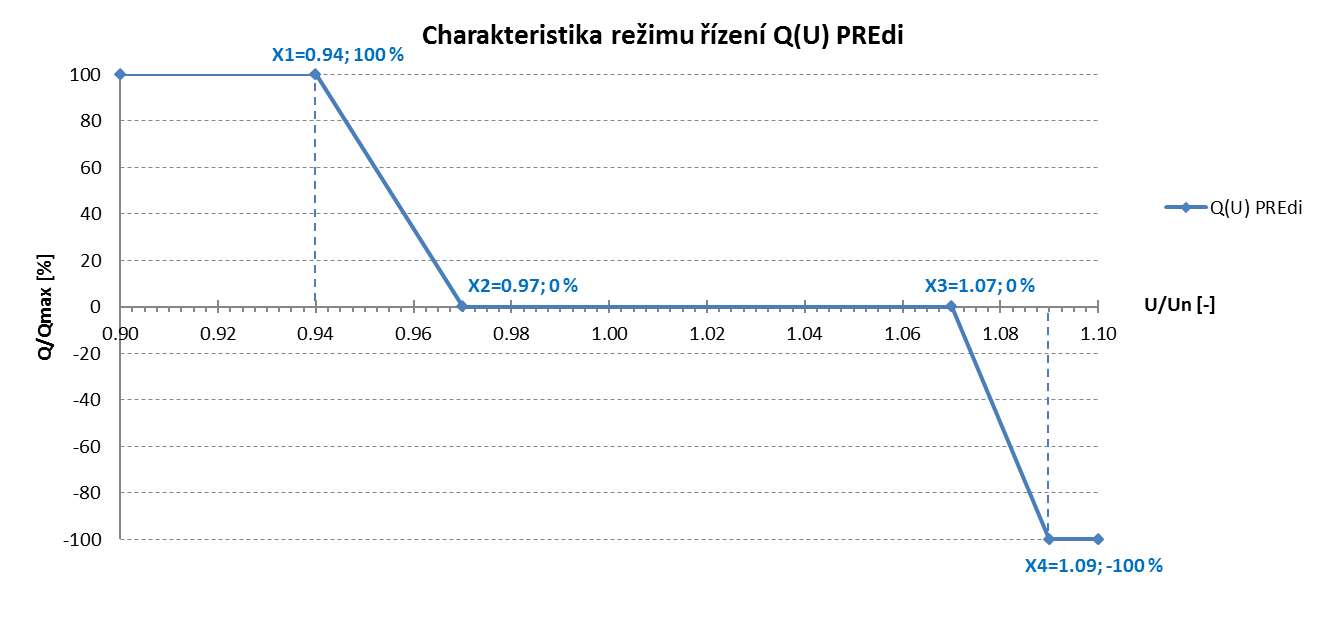 Charakteristika režimu řízení Q(U) PREdi
X1=0.94; 100 %
100
80
60
40
20
0
-20
-40
-60
-80
-100
Q/Qmax [%]
X2=0.97; 0 %
X3=1.07; 0 %
0.90 0.92 0.94 0.96 0.98 1.00 1.02 1.04 1.06 1.08 1.10
U/Un [-]
X4=1.09; -100 %
Q(U) PREdi